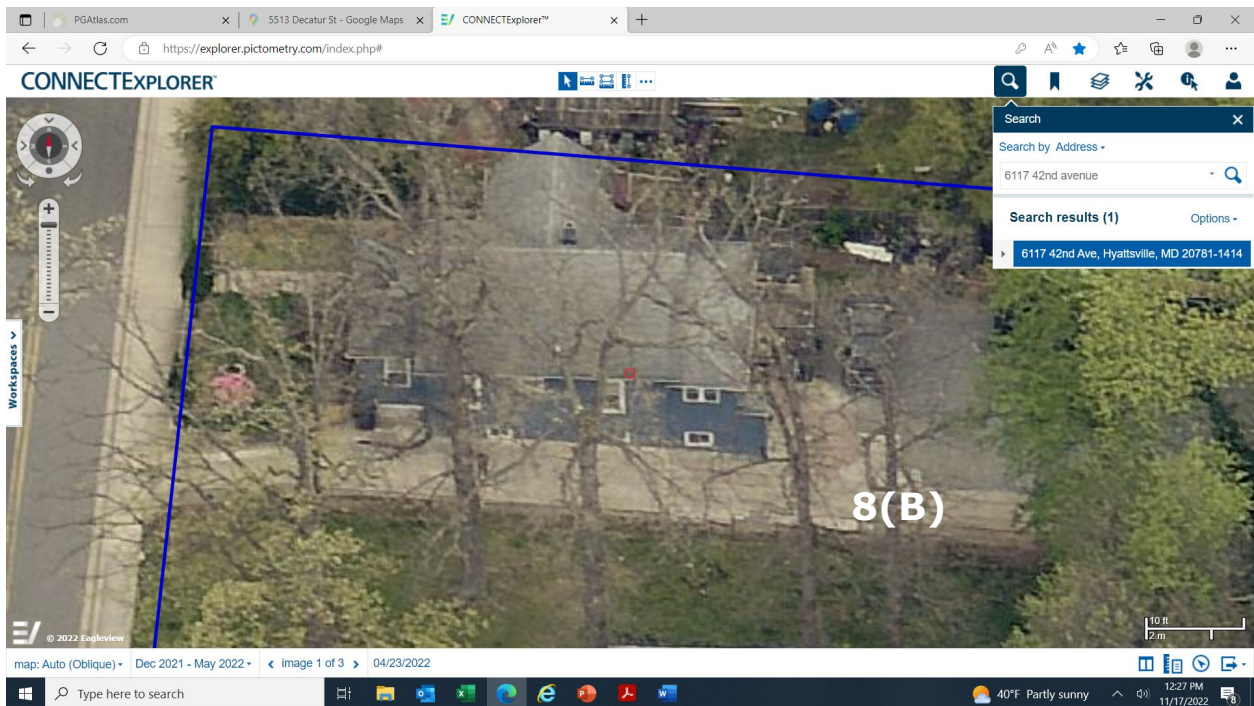 PGAtlas.com
5513 Decatur St - Google Maps
CONNECTExplorer™
https://explorer.pictometry.com/index.php#
CONNECTEXPLORER™
Search
Search by Address
6117 42nd avenue
Search results (1)
Options
6117 42nd Ave, Hyattsville, MD 20781-1414
N
Workspaces
8(B)
© 2022 Eagleview
10 ft
2 m
map: Auto (Oblique)
Dec 2021 - May 2022
image 1 of 3
04/23/2022
Type here to search
40°F Partly sunny
12:27 PM
11/17/2022
8